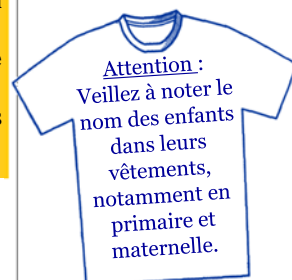 Attention :
Veillez à noter le
nom des enfants
dans leurs
vêtements,
notamment en
primaire et
maternelle.